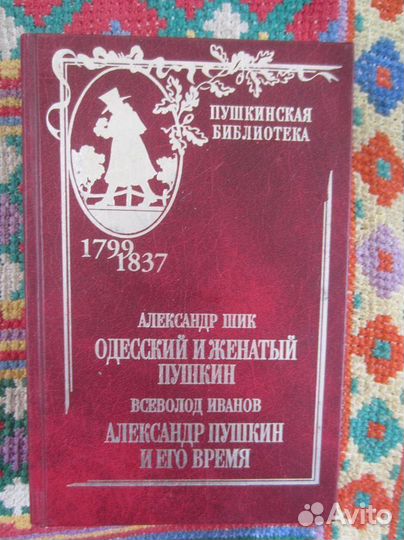 ПУШКИНСКАЯ
БИБЛИОТЕКА
1799
1837
АЛЕКСАНДР ШИК
ОДЕССКИЙ И ЖЕНАТЫЙ
ПУШКИН
ВСЕВОЛОД ИВАНОВ
АЛЕКСАНДР ПУШКИН
И ЕГО ВРЕМЯ
Avito